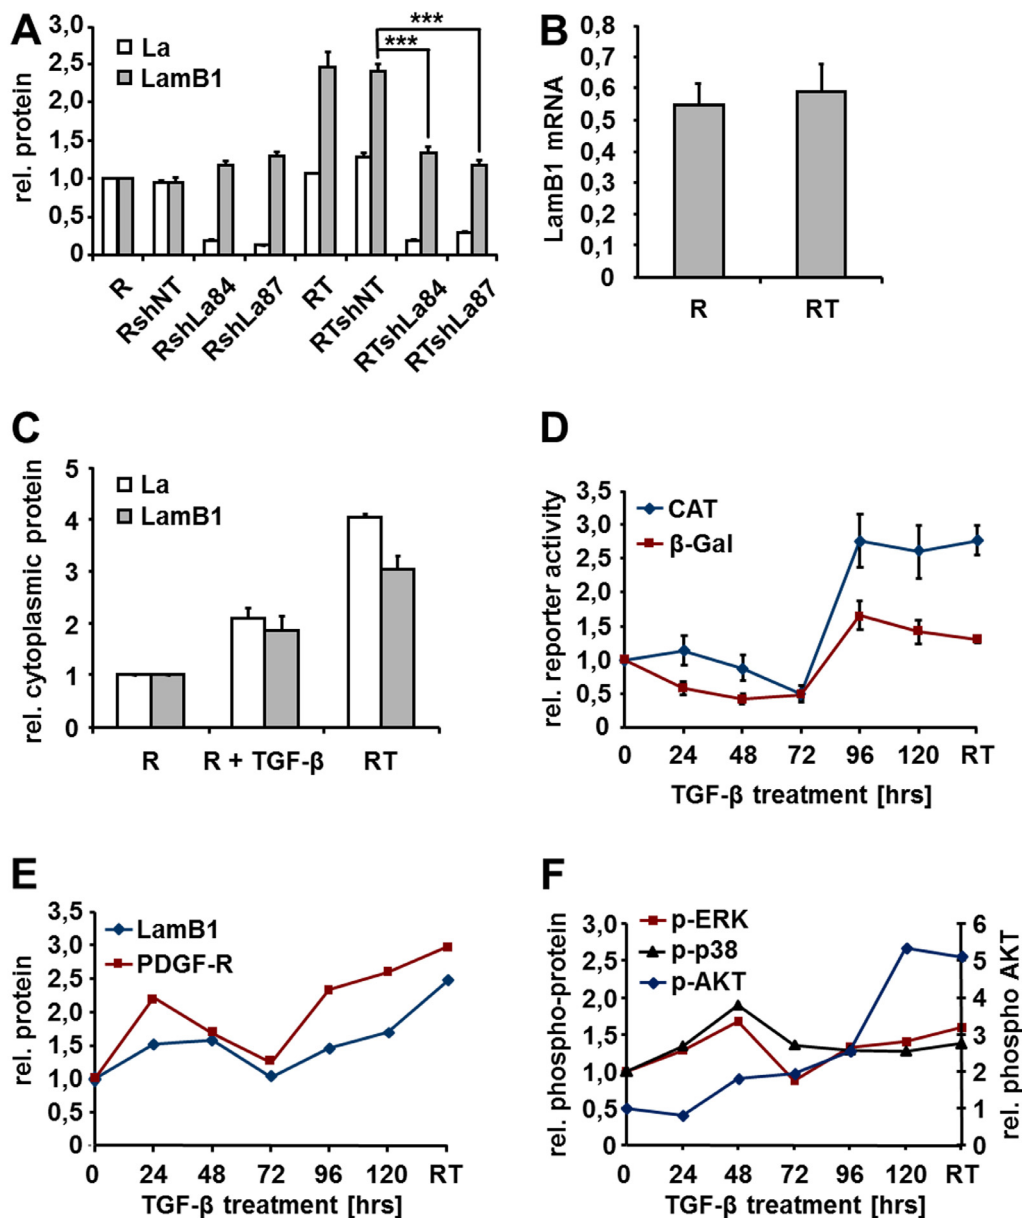 A
rel. protein
3,0
2,5
2,0
1,5
1,0
0,5
0
La
LamB1
***
***
R
RshNT
RshLa84
RshLa87
RT
RTshNT
RTshLa84
RTshLa87
B
LamB1 mRNA
0,8
0,7
0,6
0,5
0,4
0,3
0,2
0,1
0
R
RT
C
rel. cytoplasmic protein
5
4
3
2
1
0
La
LamB1
R
R + TGF-β
RT
D
rel. reporter activity
3,5
3,0
2,5
2,0
1,5
1,0
0,5
0
CAT
β-Gal
0 24 48 72 96 120 RT
TGF-β treatment [hrs]
E
rel. protein
3,5
3,0
2,5
2,0
1,5
1,0
0,5
0
LamB1
PDGF-R
0 24 48 72 96 120 RT
TGF-β treatment [hrs]
F
rel. phospho-protein
3,0
2,5
2,0
1,5
1,0
0,5
0
p-ERK
p-p38
p-AKT
6
5
4
3
2
1
0
rel. phospho AKT
0 24 48 72 96 120 RT
TGF-β treatment [hrs]